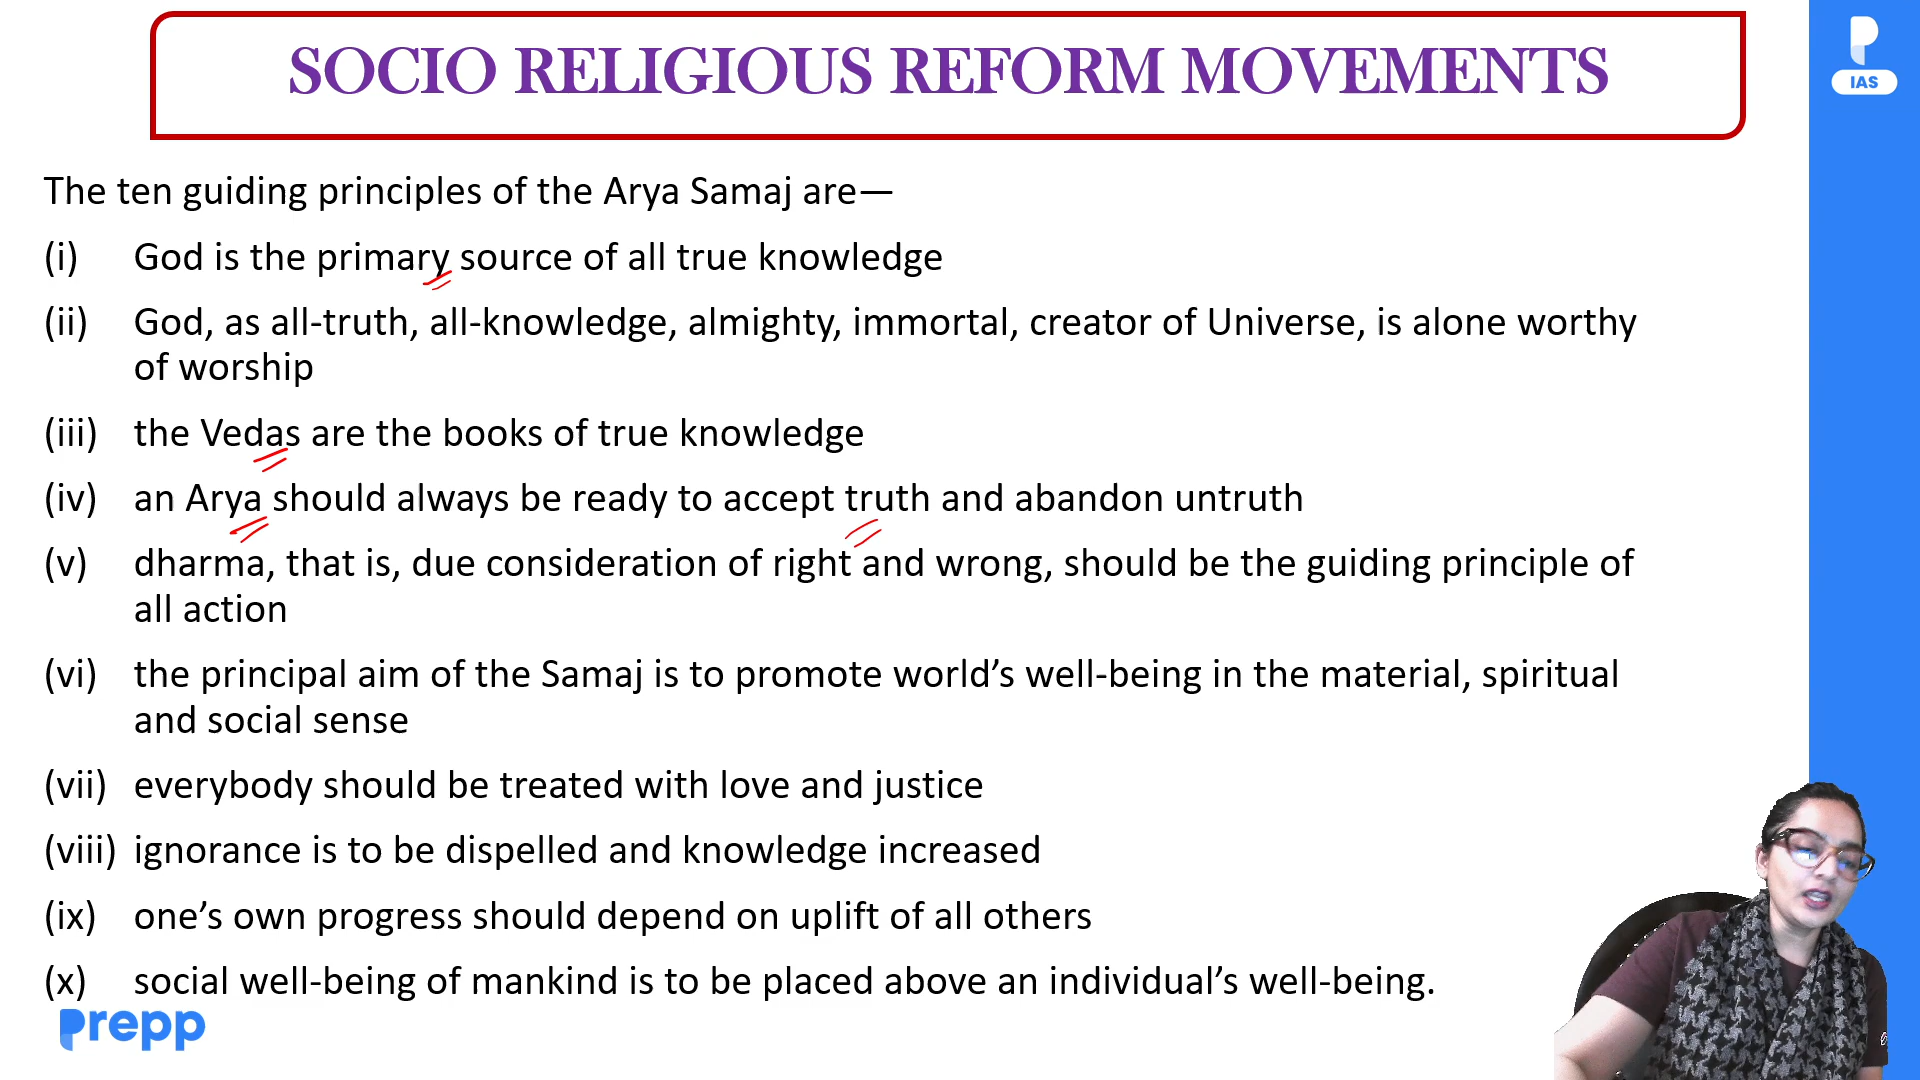 SOCIO RELIGIOUS REFORM MOVEMENTS
IAS
The ten guiding principles of the Arya Samaj are—
(i) God is the primary source of all true knowledge
(ii) God, as all-truth, all-knowledge, almighty, immortal, creator of Universe, is alone worthy
of worship
(iii) the Vedas are the books of true knowledge
(iv) an Arya should always be ready to accept truth and abandon untruth
(v) dharma, that is, due consideration of right and wrong, should be the guiding principle of
all action
(vi) the principal aim of the Samaj is to promote world’s well-being in the material, spiritual
and social sense
(vii) everybody should be treated with love and justice
(viii) ignorance is to be dispelled and knowledge increased
(ix) one’s own progress should depend on uplift of all others
(x) social well-being of mankind is to be placed above an individual’s well-being.
Prepp